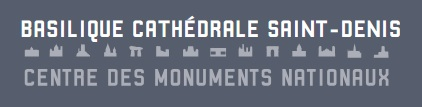 BASILIQUE CATHÉDRALE SAINT-DENIS
CENTRE DES MONUMENTS NATIONAUX